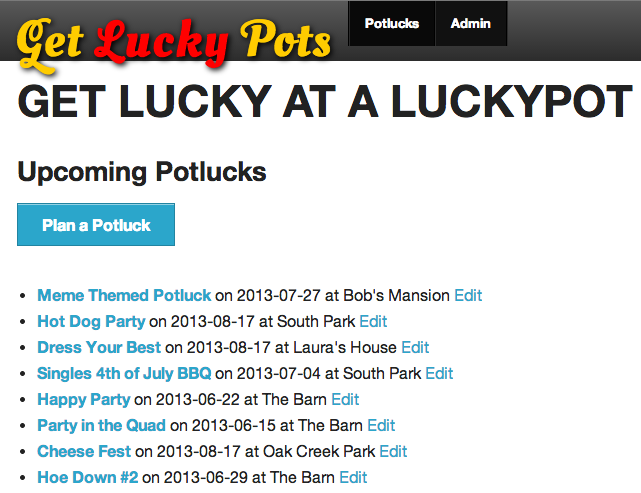 Get Lucky Pots
Potlucks
Admin
GET LUCKY AT A LUCKYPOT
Upcoming Potlucks
Plan a Potluck
Meme Themed Potluck on 2013-07-27 at Bob's Mansion Edit
Hot Dog Party on 2013-08-17 at South Park Edit
Dress Your Best on 2013-08-17 at Laura's House Edit
Singles 4th of July BBQ on 2013-07-04 at South Park Edit
Happy Party on 2013-06-22 at The Barn Edit
Party in the Quad on 2013-06-15 at The Barn Edit
Cheese Fest on 2013-08-17 at Oak Creek Park Edit
Hoe Down #2 on 2013-06-29 at The Barn Edit